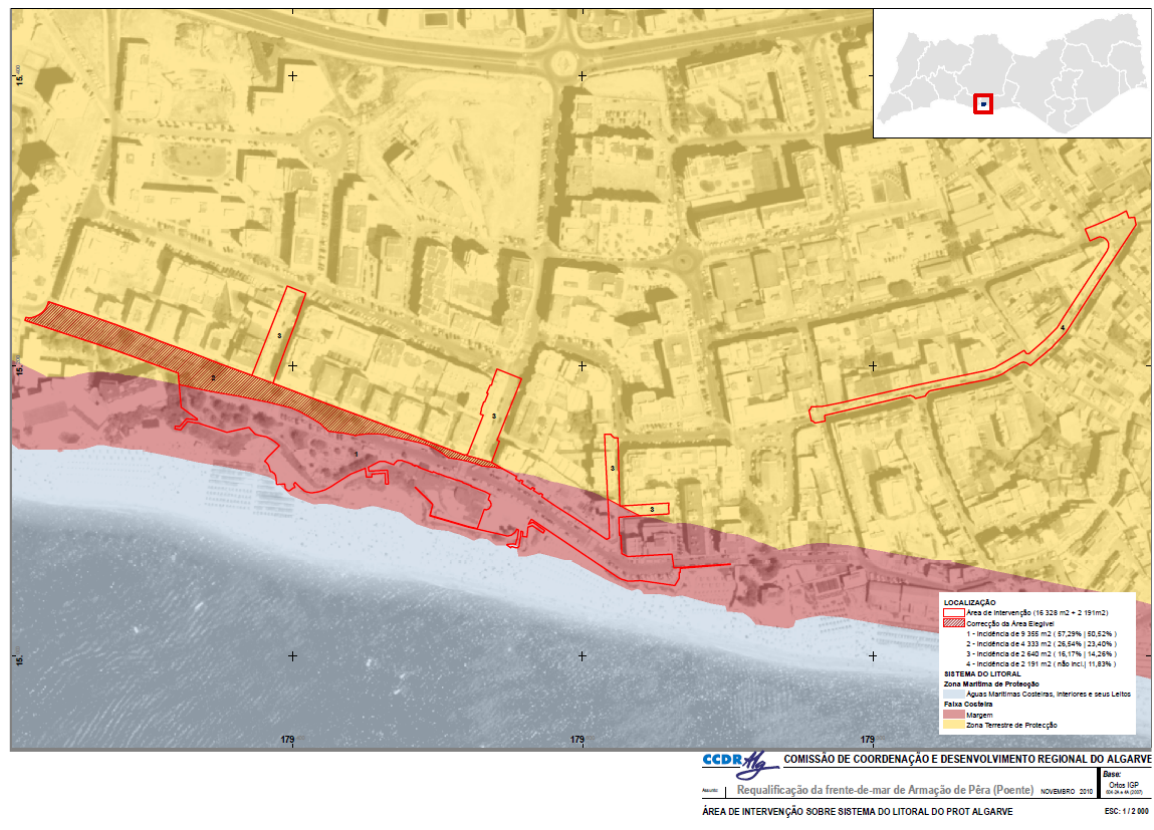 3
2
3
1
3
3
4
179
179
179
LOCALIZAÇÃO
Área de Intervenção (16 328 m2 + 2 191m2)
Correcção da Área Elegível
1 - Incidência de 9 355 m2 ( 57,29% | 50,52% )
2 - Incidência de 4 333 m2 ( 26,54% | 23,40% )
3 - Incidência de 2 640 m2 ( 16,17% | 14,26% )
4 - Incidência de 2 191 m2 ( não incl.| 11,83% )
SISTEMA DO LITORAL
Zona Marítima de Protecção
Águas Marítimas Costeiras, Interiores e seus Leitos
Faixa Costeira
Margem
Zona Terrestre de Protecção
CCDR Alg COMISSÃO DE COORDENAÇÃO E DESENVOLVIMENTO REGIONAL DO ALGARVE
Assunto: Requalificação da frente-de-mar de Armação de Pêra (Poente) NOVEMBRO 2010
Base:
Ortos IGP
ÁREA DE INTERVENÇÃO SOBRE SISTEMA DO LITORAL DO PROT ALGARVE ESC: 1 / 2 000